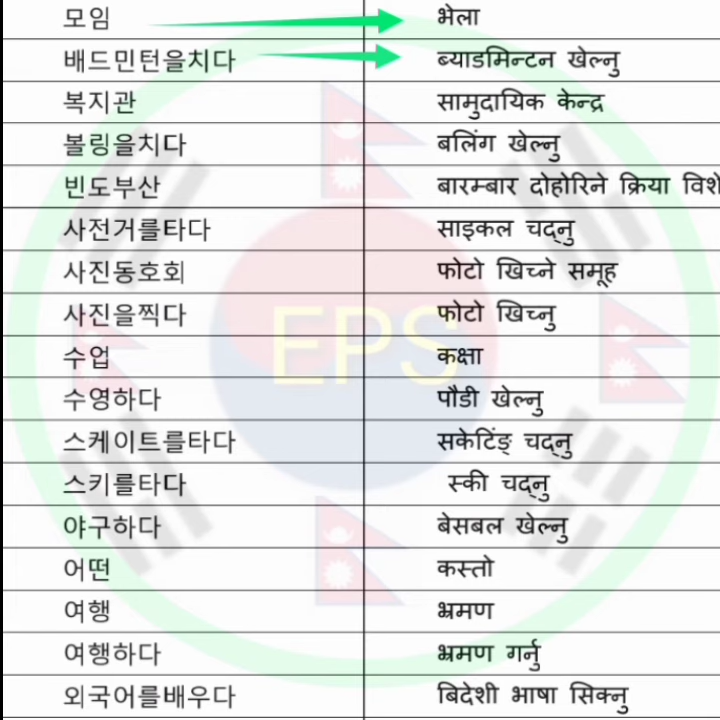 모임 भेला
배드민턴을치다 ब्याडमिन्टन खेल्नु
복지관 सामुदायिक केन्द्र
볼링을치다 बलिंग खेल्नु
빈도부산 बारम्बार दोहोरिने क्रिया
사전거를타다 साइकल चद्नु
사진동호회 फोटो खिच्ने समूह
사진을찍다 फोटो खिच्नु
수업 कक्षा
수영하다 पौडी खेल्नु
스케이트를타다 सकेटिंङ् चद्नु
스키를타다 स्की चद्नु
야구하다 बेसबल खेल्नु
어떤 कस्तो
여행 भ्रमण
여행하다 भ्रमण गर्नु
외국어를배우다 बिदेशी भाषा सिक्नु
EPS